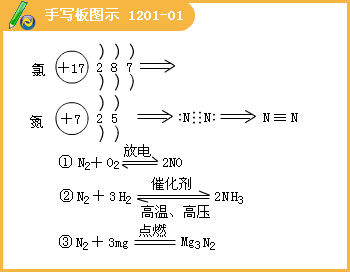 手写板图示 1201-01
氯 +17 2 8 7
氮 +7 2 5 :N⋮⋮N: N≡N
① N₂+ O₂ 放电 2NO
② N₂ + 3H₂ 催化剂 高温、高压 2NH₃
③ N₂ + 3mg 点燃 Mg₃N₂